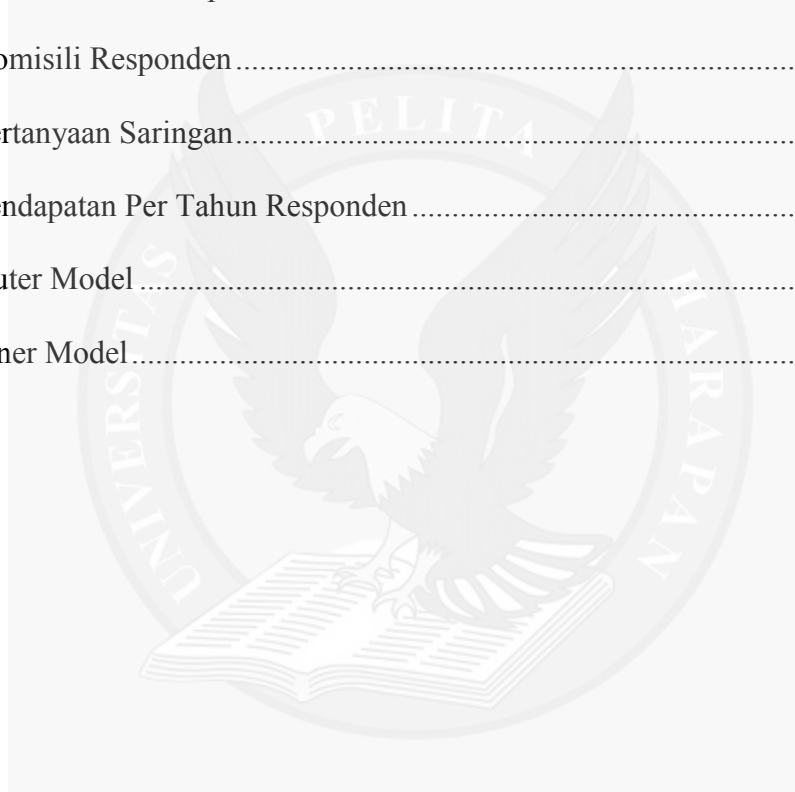 omisili Responden................................................................................
ertanyaan Saringan................................................................................
endapatan Per Tahun Responden................................................................................
uter Model................................................................................
ner Model................................................................................
UNIVERSITAS PELITA HARAPAN